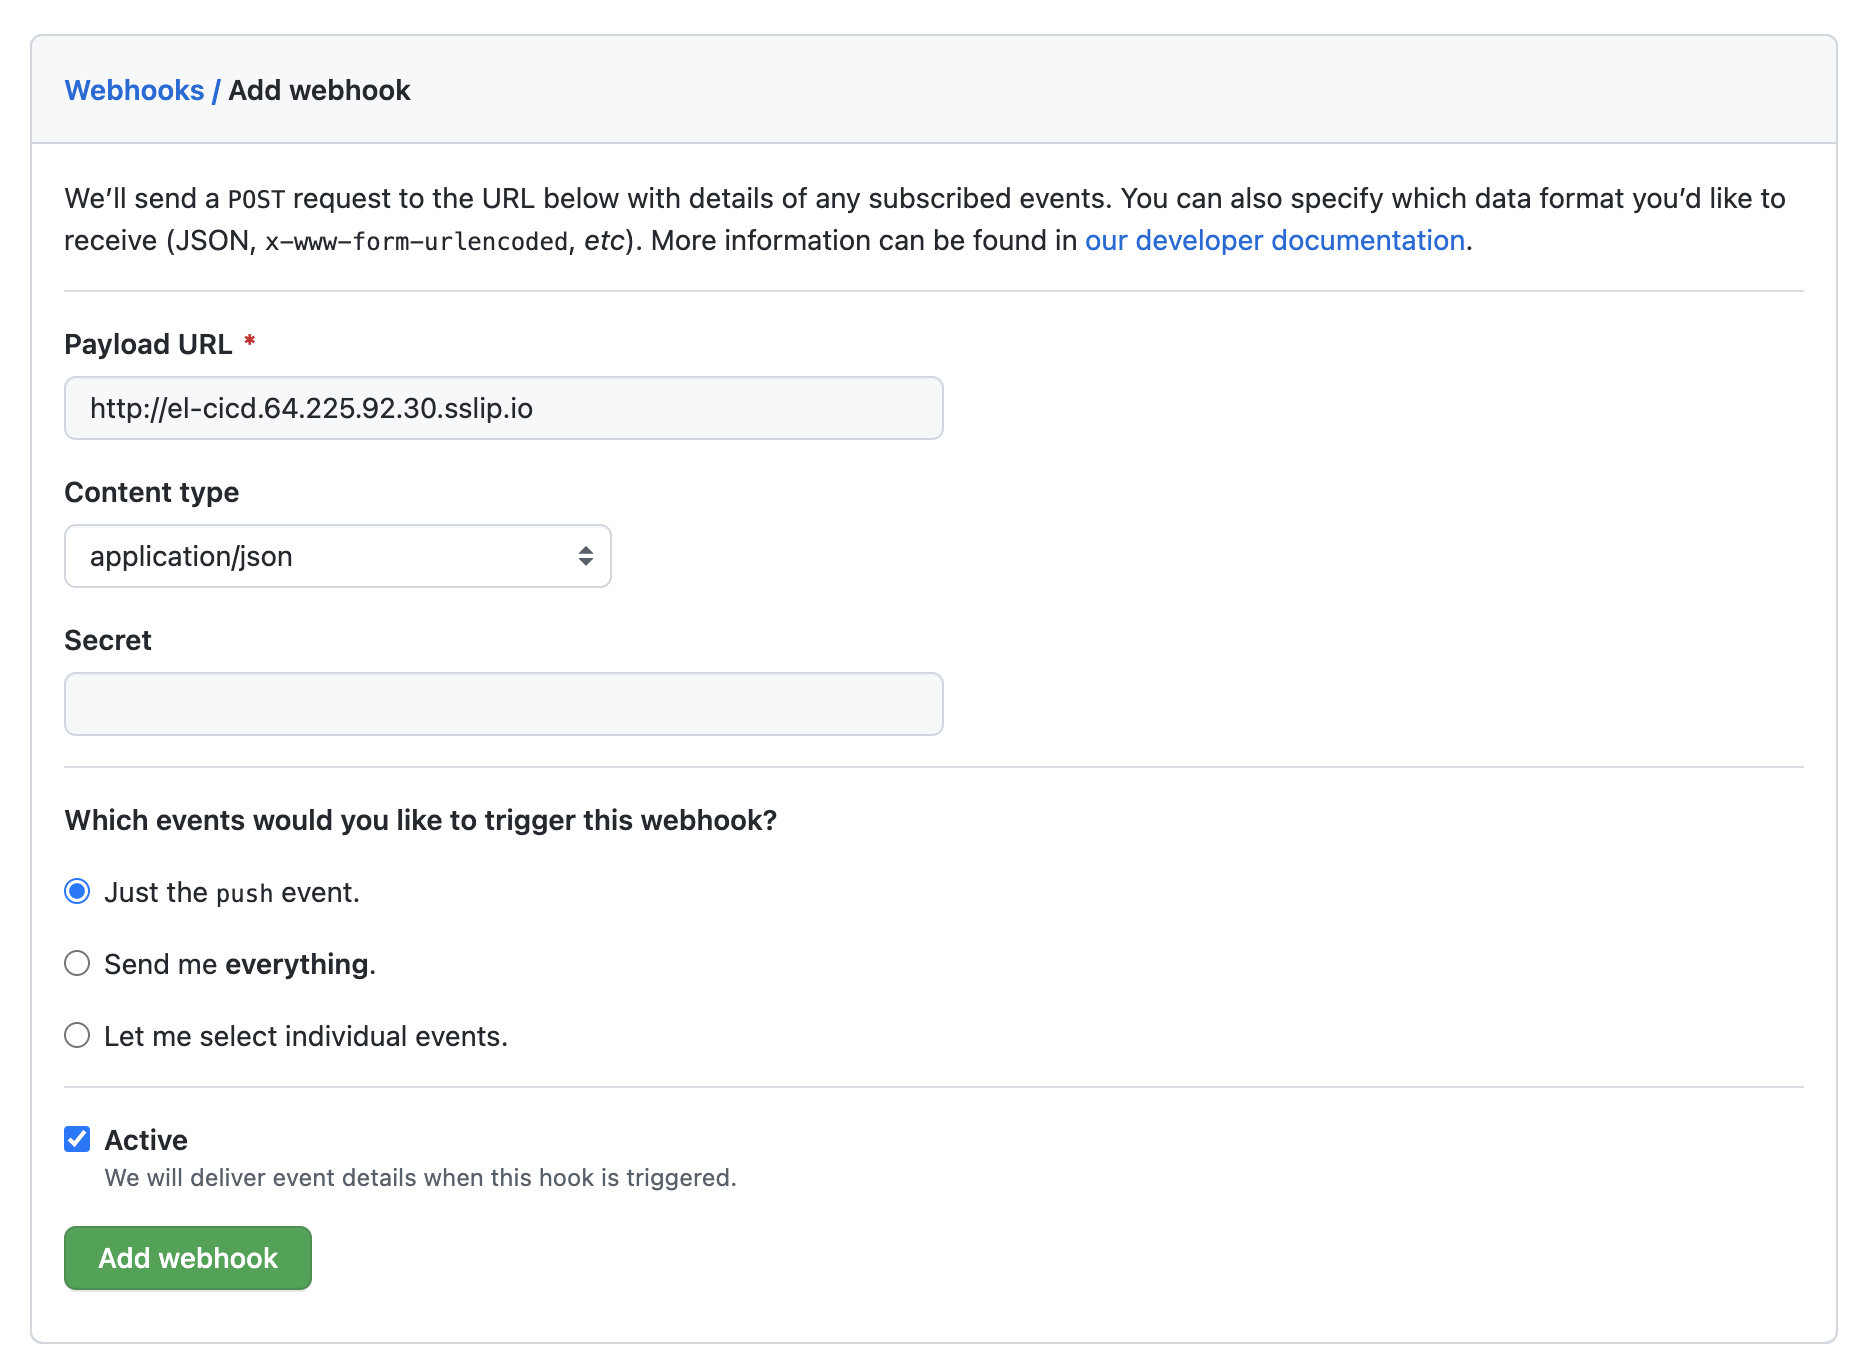 Webhooks / Add webhook
We’ll send a POST request to the URL below with details of any subscribed events. You can also specify which data format you’d like to
receive (JSON, x-www-form-urlencoded, etc). More information can be found in our developer documentation.
Payload URL *
http://el-cicd.64.225.92.30.sslip.io
Content type
application/json
Secret
Which events would you like to trigger this webhook?
Just the push event.
Send me everything.
Let me select individual events.
Active
We will deliver event details when this hook is triggered.
Add webhook